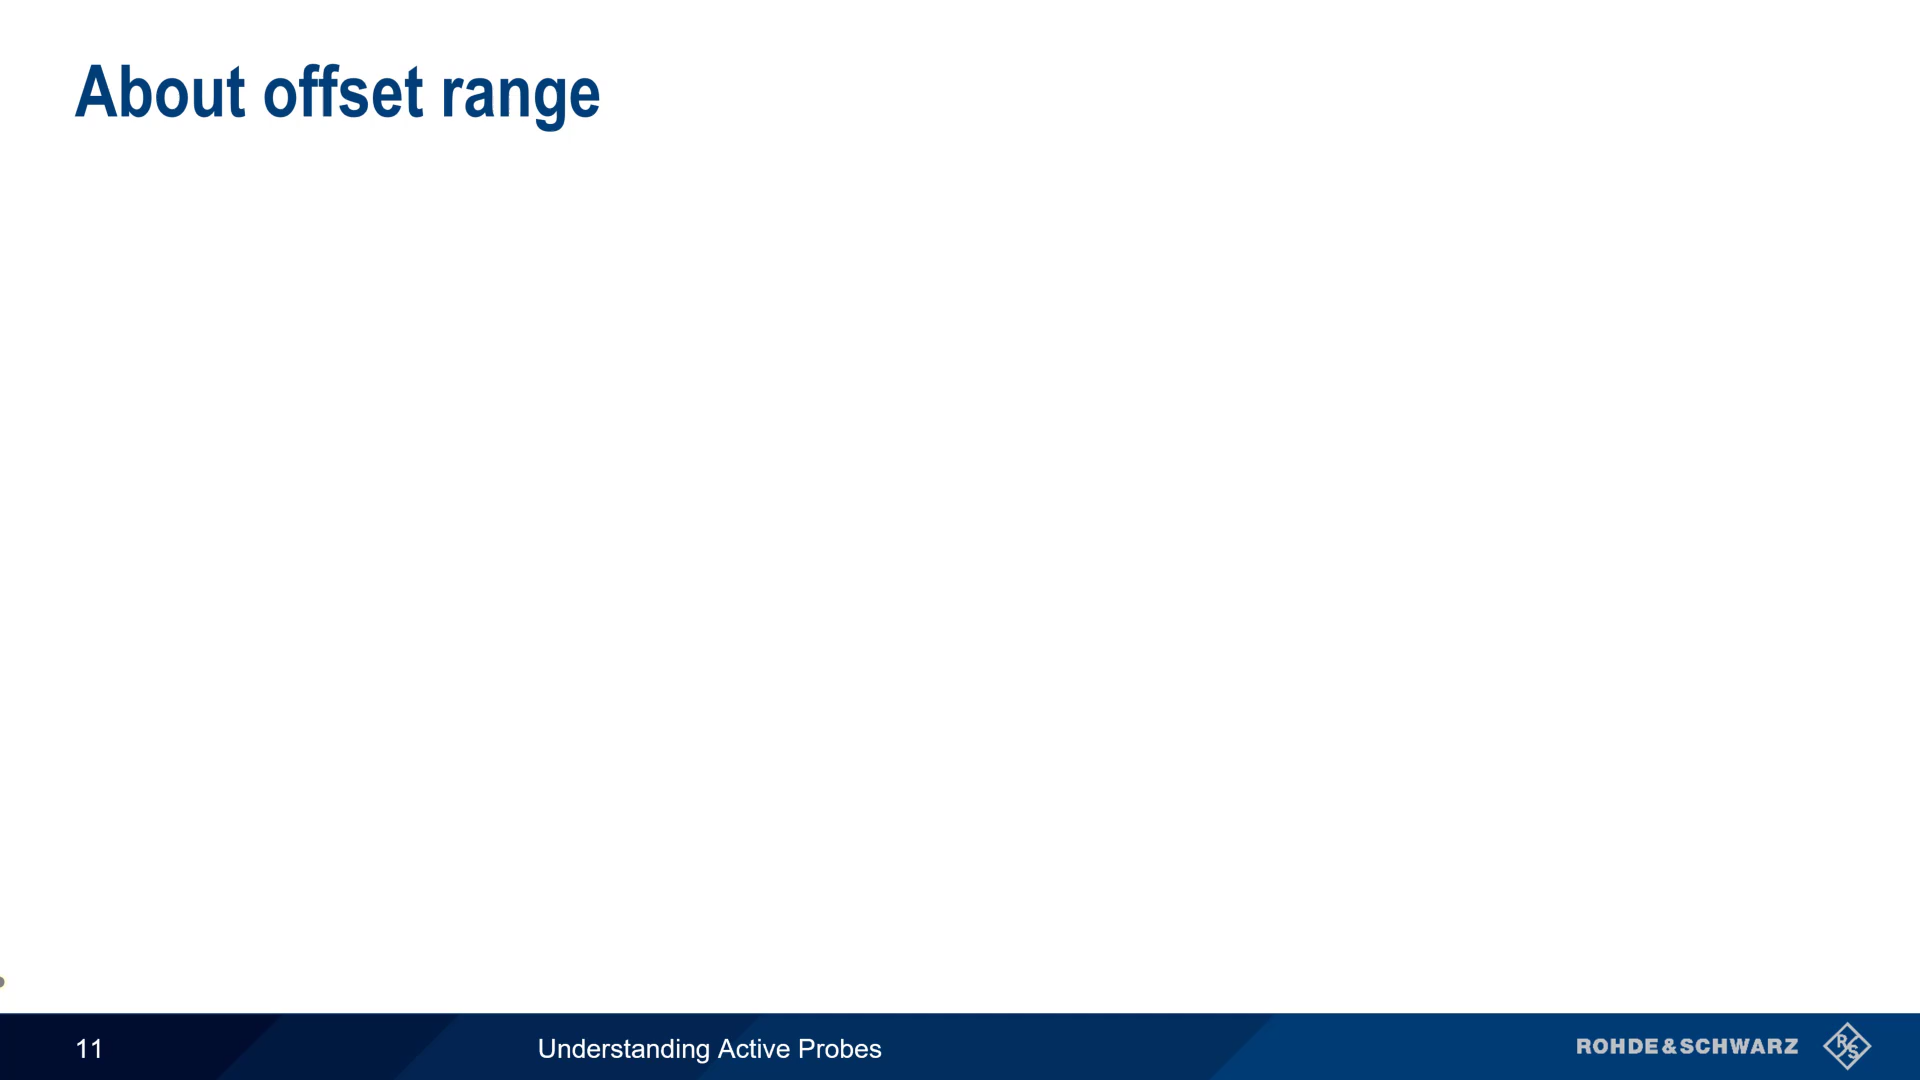 About offset range
11
Understanding Active Probes
ROHDE&SCHWARZ
R&S